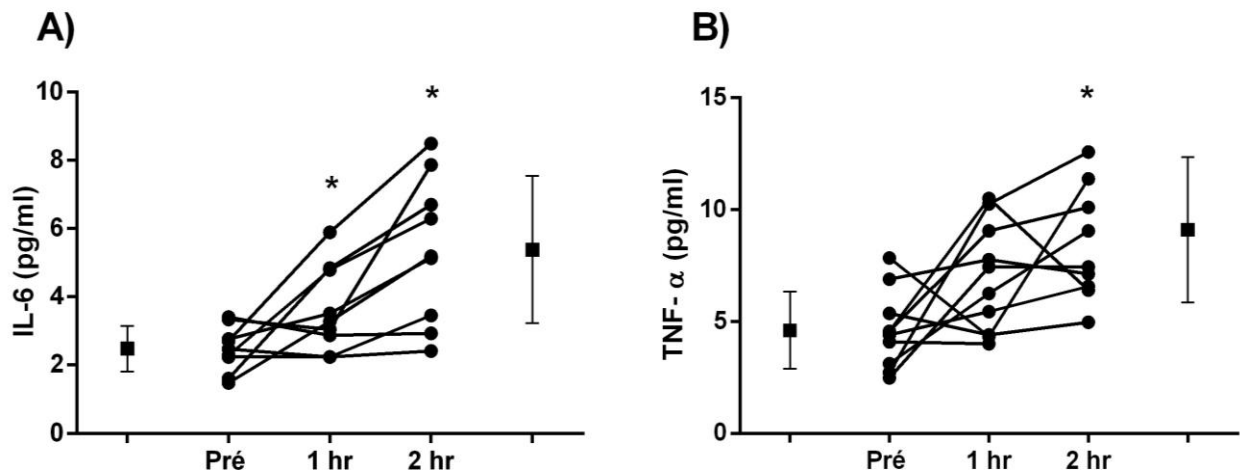 A)
IL-6 (pg/ml)
10
8
6
4
2
0
*
*
Pré 1 hr 2 hr
B)
TNF- α (pg/ml)
15
10
5
0
*
Pré 1 hr 2 hr